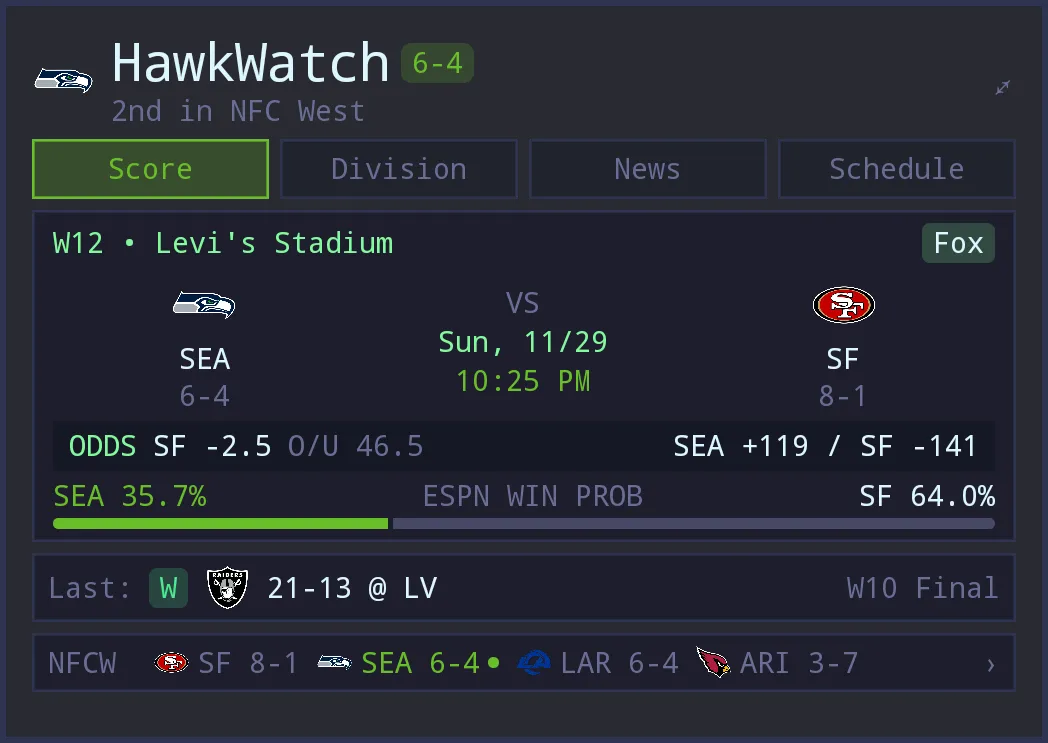 HawkWatch 6-4
2nd in NFC West
Score Division News Schedule
W12 • Levi's Stadium Fox
VS
Sun, 11/29
10:25 PM
SEA
6-4
SF
8-1
ODDS SF -2.5 O/U 46.5 SEA +119 / SF -141
SEA 35.7% ESPN WIN PROB SF 64.0%
Last: W RAIDERS 21-13 @ LV W10 Final
NFCW SF 8-1 SEA 6-4 • LAR 6-4 ARI 3-7 ›